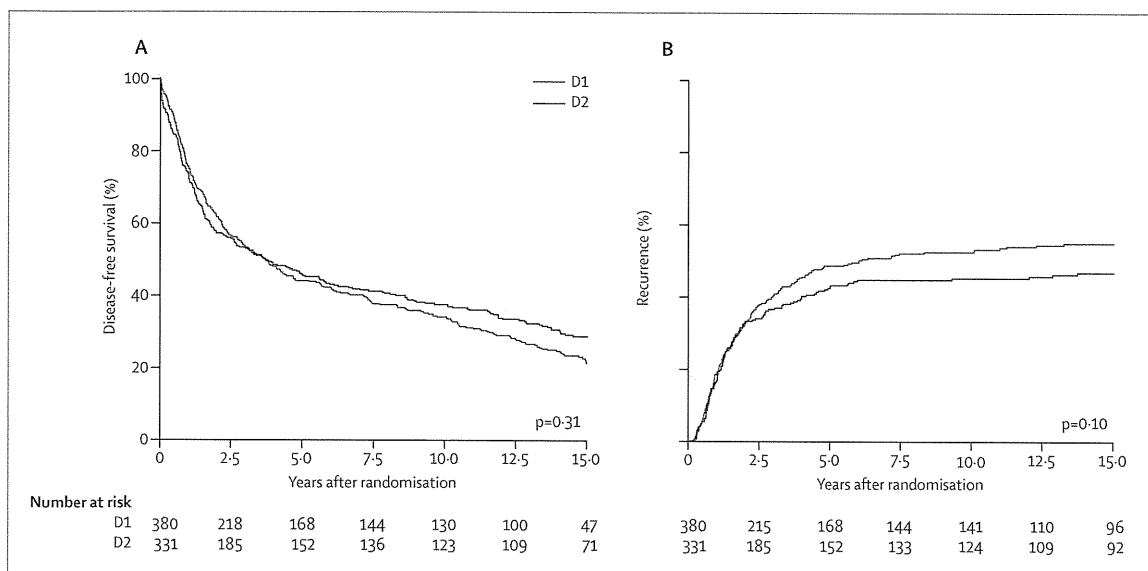 A
B
100
80
60
40
20
0
Disease-free survival (%)
D1
D2
p=0·31
0 2·5 5·0 7·5 10·0 12·5 15·0
Years after randomisation
Recurrence (%)
p=0·10
0 2·5 5·0 7·5 10·0 12·5 15·0
Years after randomisation
Number at risk
D1 380 218 168 144 130 100 47
D2 331 185 152 136 123 109 71
380 215 168 144 141 110 96
331 185 152 133 124 109 92